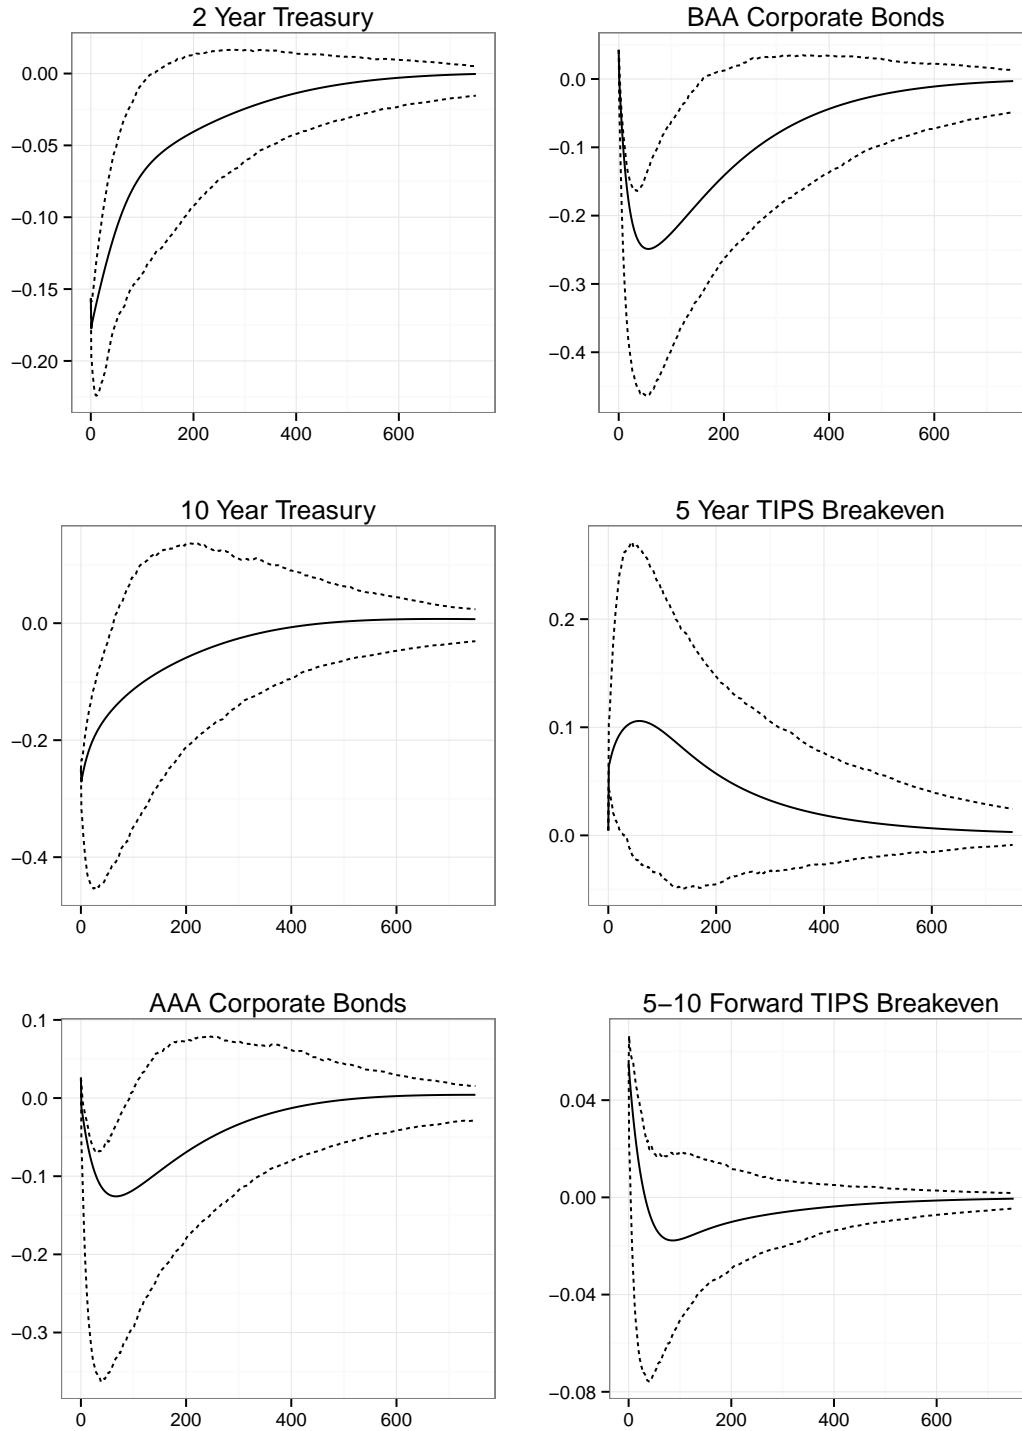 2 Year Treasury
0.00
−0.05
−0.10
−0.15
−0.20
0 200 400 600
BAA Corporate Bonds
0.0
−0.1
−0.2
−0.3
−0.4
0 200 400 600
10 Year Treasury
0.0
−0.2
−0.4
0 200 400 600
5 Year TIPS Breakeven
0.2
0.1
0.0
0 200 400 600
AAA Corporate Bonds
0.1
0.0
−0.1
−0.2
−0.3
0 200 400 600
5−10 Forward TIPS Breakeven
0.04
0.00
−0.04
−0.08
0 200 400 600